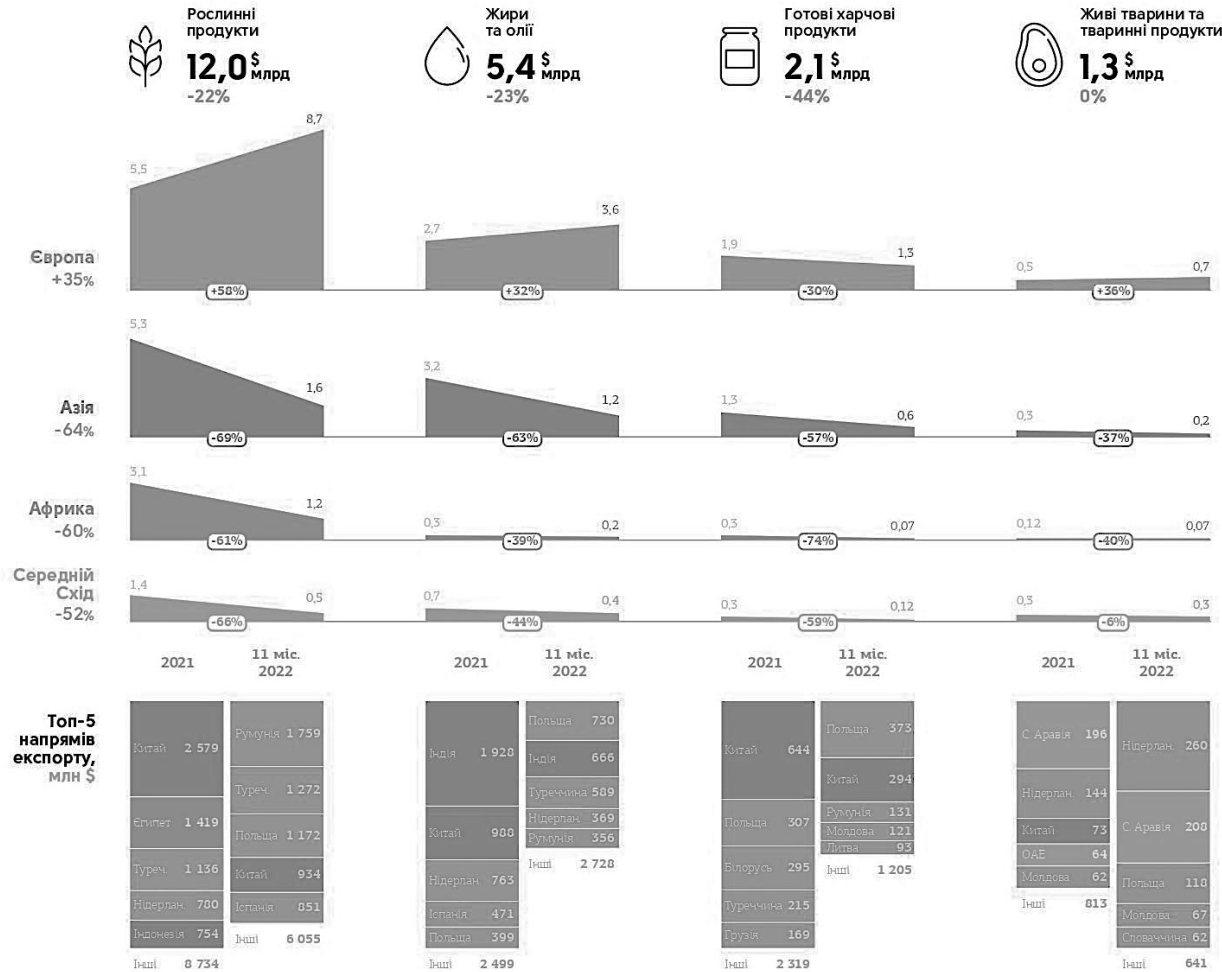 Рослинні
продукти
12,0 $ млрд
-22%
Жири
та олії
5,4 $ млрд
-23%
Готові харчові
продукти
2,1 $ млрд
-44%
Живі тварини та
тваринні продукти
1,3 $ млрд
0%
Європа
+35%
5,5 8,7
+58%
2,7 3,6
+32%
1,9 1,3
-30%
0,5 0,7
+36%
Азія
-64%
5,3 1,6
-69%
3,2 1,2
-63%
1,3 0,6
-57%
0,3 0,2
-37%
Африка
-60%
3,1 1,2
-61%
0,3 0,2
-39%
0,3 0,07
-74%
0,12 0,07
-40%
Середній
Схід
-52%
1,4 0,5
-66%
0,7 0,4
-44%
0,3 0,12
-59%
0,3 0,3
-6%
2021
11 міс.
2022
2021
11 міс.
2022
2021
11 міс.
2022
2021
11 міс.
2022
Топ-5
напрямів
експорту,
млн $
Китай 2 579
Єгипет 1 419
Туреч. 1 136
Нідерлан. 780
Індонезія 754
Інші 8 734
Румунія 1 759
Туреч. 1 272
Польща 1 172
Китай 934
Іспанія 851
Інші 6 055
Індія 1 928
Китай 988
Нідерлан. 763
Іспанія 471
Польща 399
Інші 2 499
Польща 730
Індія 666
Туреччина 589
Нідерлан. 369
Румунія 356
Інші 2 728
Китай 644
Польща 307
Білорусь 295
Туреччина 215
Грузія 169
Інші 2 319
Польща 373
Китай 294
Румунія 131
Молдова 121
Литва 93
Інші 1 205
С. Аравія 196
Нідерлан. 144
Китай 73
ОАЕ 64
Молдова 62
Інші 813
Нідерлан. 260
С. Аравія 208
Польща 118
Молдова 67
Словаччина 62
Інші 641